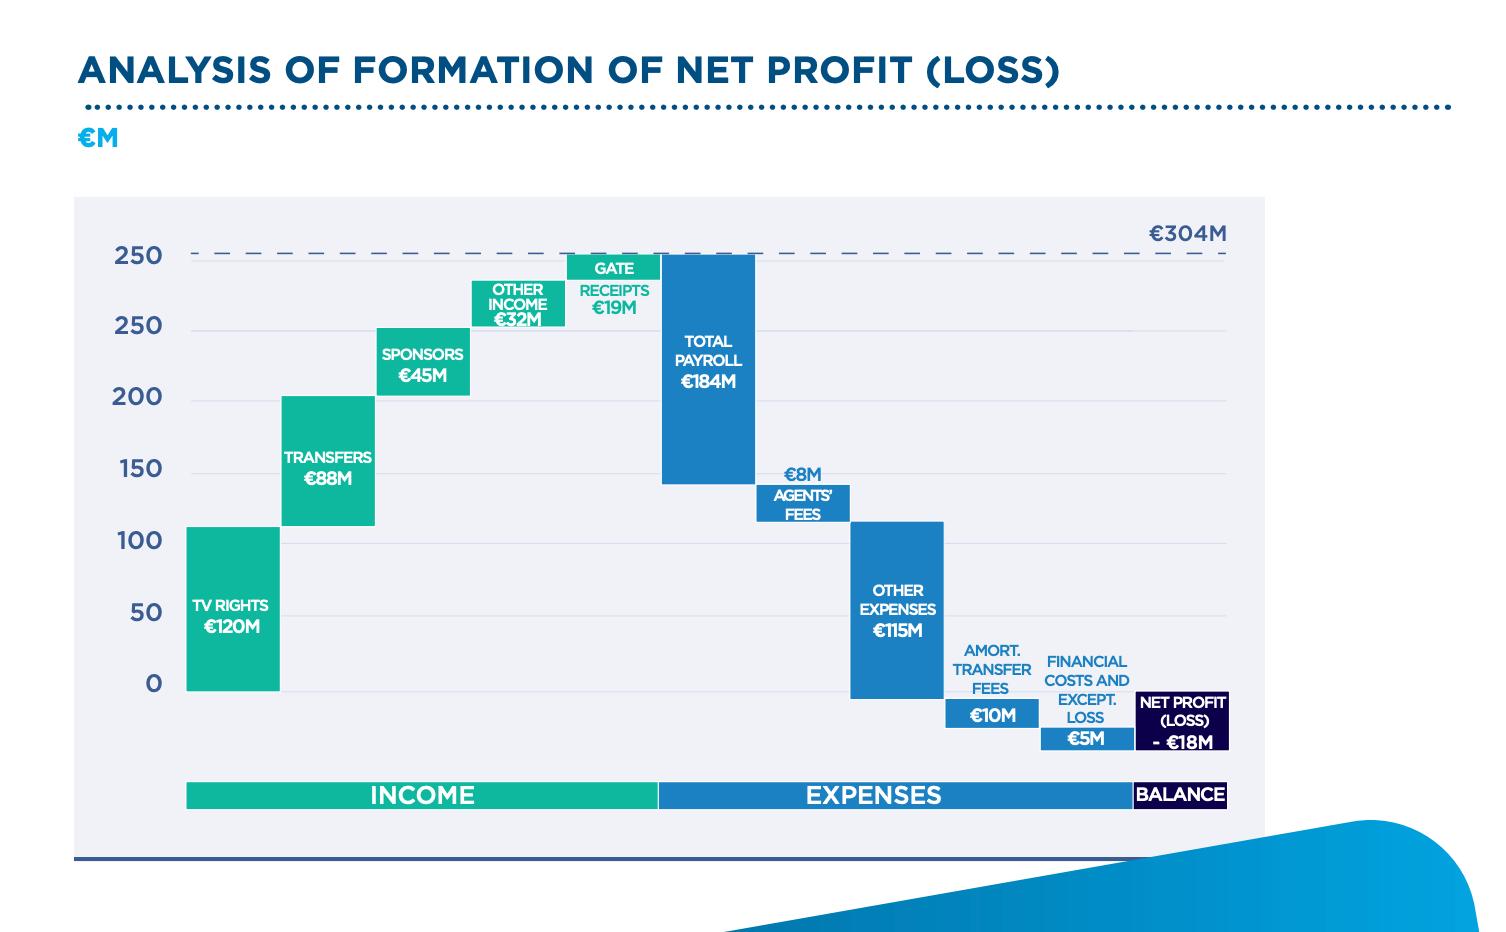 ANALYSIS OF FORMATION OF NET PROFIT (LOSS)
€M
€304M
250
250
200
150
100
50
0
TV RIGHTS
€120M
TRANSFERS
€88M
SPONSORS
€45M
OTHER
INCOME
€32M
GATE
RECEIPTS
€19M
TOTAL
PAYROLL
€184M
€8M
AGENTS'
FEES
OTHER
EXPENSES
€115M
AMORT.
TRANSFER
FEES
€10M
FINANCIAL
COSTS AND
EXCEPT.
LOSS
€5M
NET PROFIT
(LOSS)
- €18M
INCOME
EXPENSES
BALANCE